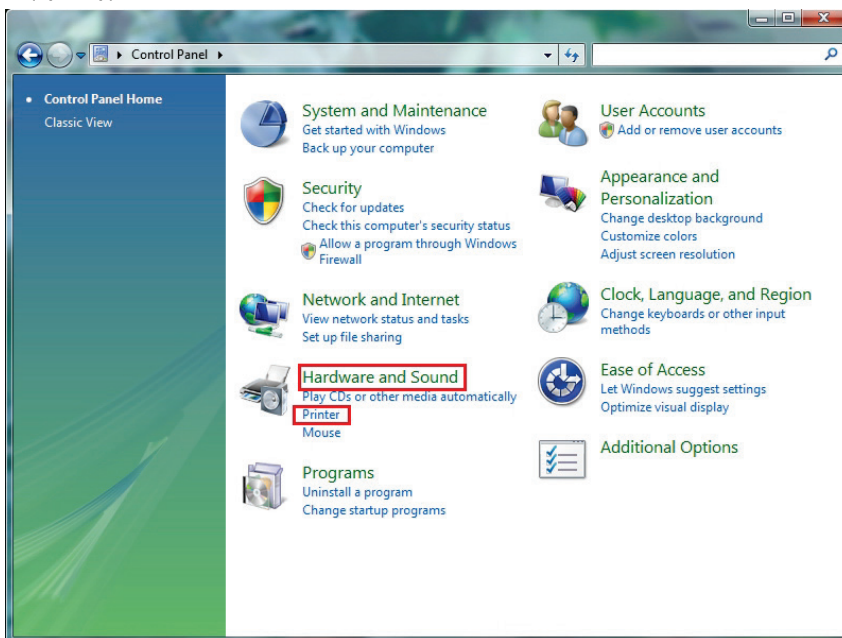 Control Panel
Control Panel Home
Classic View
System and Maintenance
Get started with Windows
Back up your computer
Security
Check for updates
Check this computer's security status
Allow a program through Windows
Firewall
Network and Internet
View network status and tasks
Set up file sharing
Hardware and Sound
Play CDs or other media automatically
Printer
Mouse
Programs
Uninstall a program
Change startup programs
User Accounts
Add or remove user accounts
Appearance and
Personalization
Change desktop background
Customize colors
Adjust screen resolution
Clock, Language, and Region
Change keyboards or other input
methods
Ease of Access
Let Windows suggest settings
Optimize visual display
Additional Options